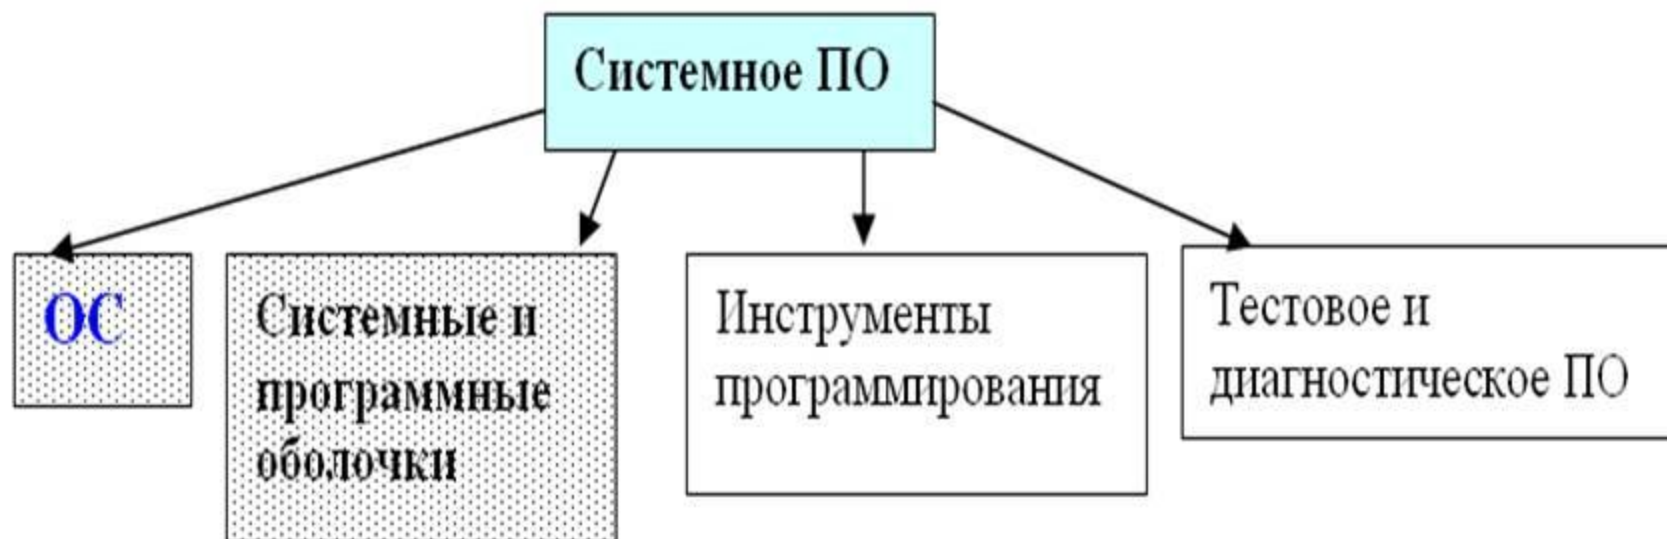 Системное ПО
ОС
Системные и
программные
оболочки
Инструменты
программирования
Тестовое и
диагностическое ПО